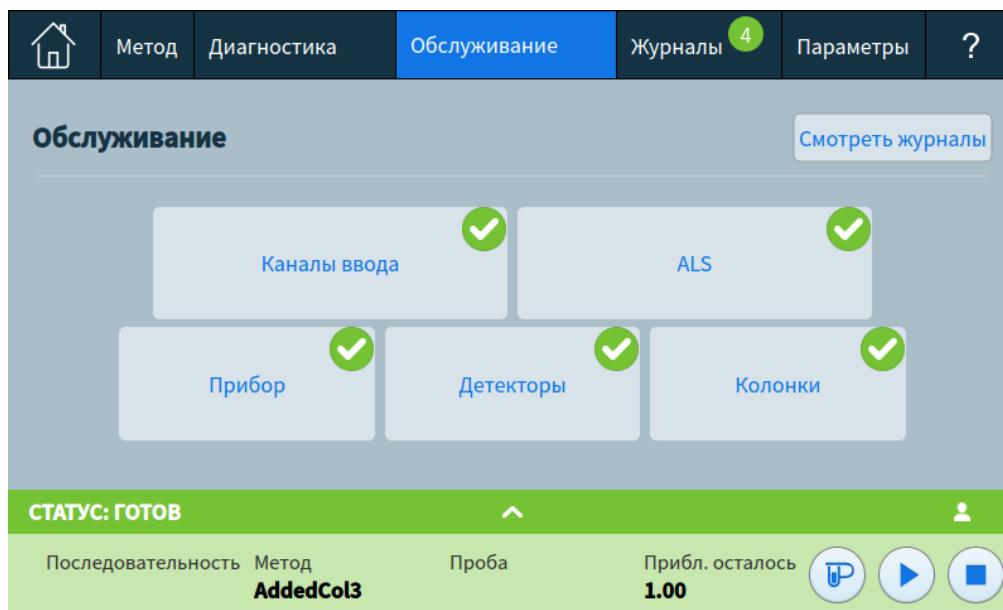 Метод Диагностика Обслуживание Журналы 4 Параметры ?
Обслуживание Смотреть журналы
Каналы ввода ALS
Прибор Детекторы Колонки
СТАТУС: ГОТОВ
Последовательность Метод Проба Прибл. осталось
AddedCol3 1.00